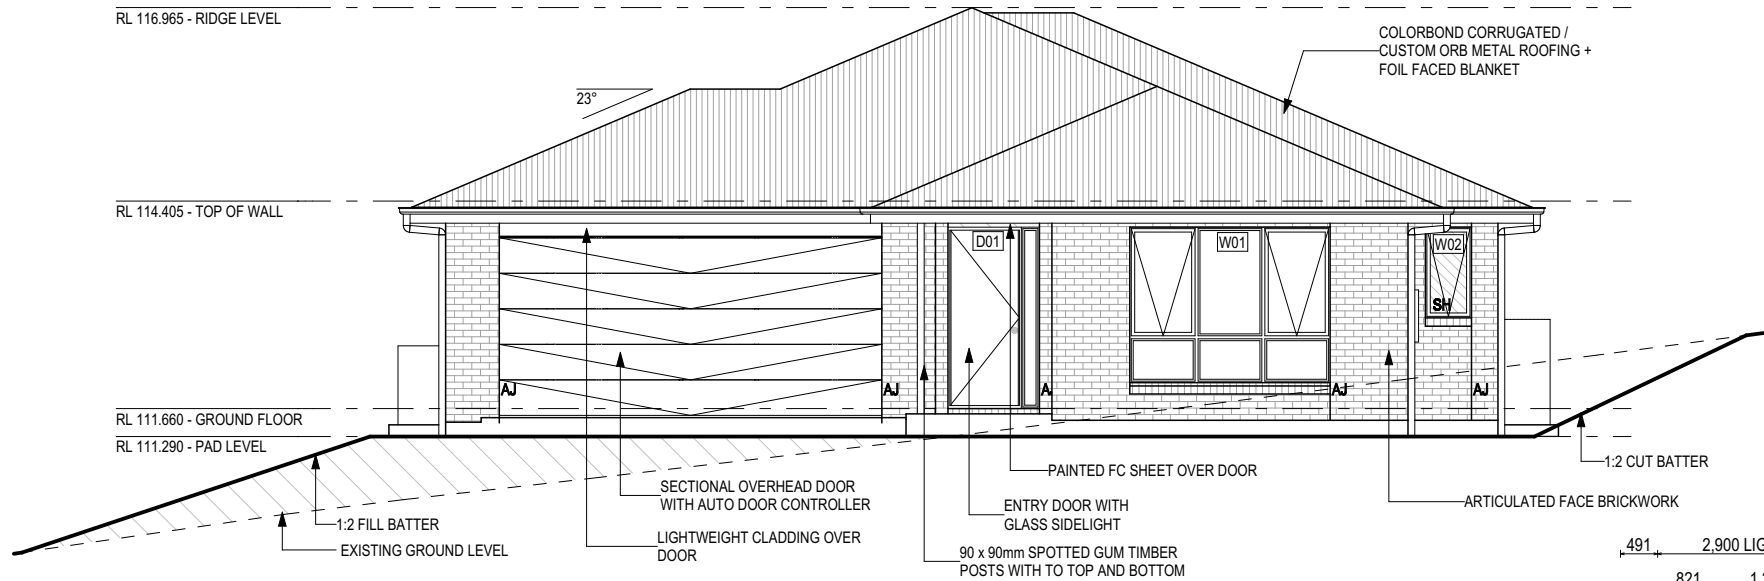 RL 116.965 - RIDGE LEVEL
COLORBOND CORRUGATED /
CUSTOM ORB METAL ROOFING +
FOIL FACED BLANKET
23°
RL 114.405 - TOP OF WALL
D01
W01
W02
SH
AJ
AJ
AJ
AJ
AJ
RL 111.660 - GROUND FLOOR
RL 111.290 - PAD LEVEL
PAINTED FC SHEET OVER DOOR
1:2 CUT BATTER
SECTIONAL OVERHEAD DOOR
WITH AUTO DOOR CONTROLLER
ENTRY DOOR WITH
GLASS SIDELIGHT
ARTICULATED FACE BRICKWORK
1:2 FILL BATTER
EXISTING GROUND LEVEL
LIGHTWEIGHT CLADDING OVER
DOOR
90 x 90mm SPOTTED GUM TIMBER
POSTS WITH TO TOP AND BOTTOM
491 2,900 LIG
821